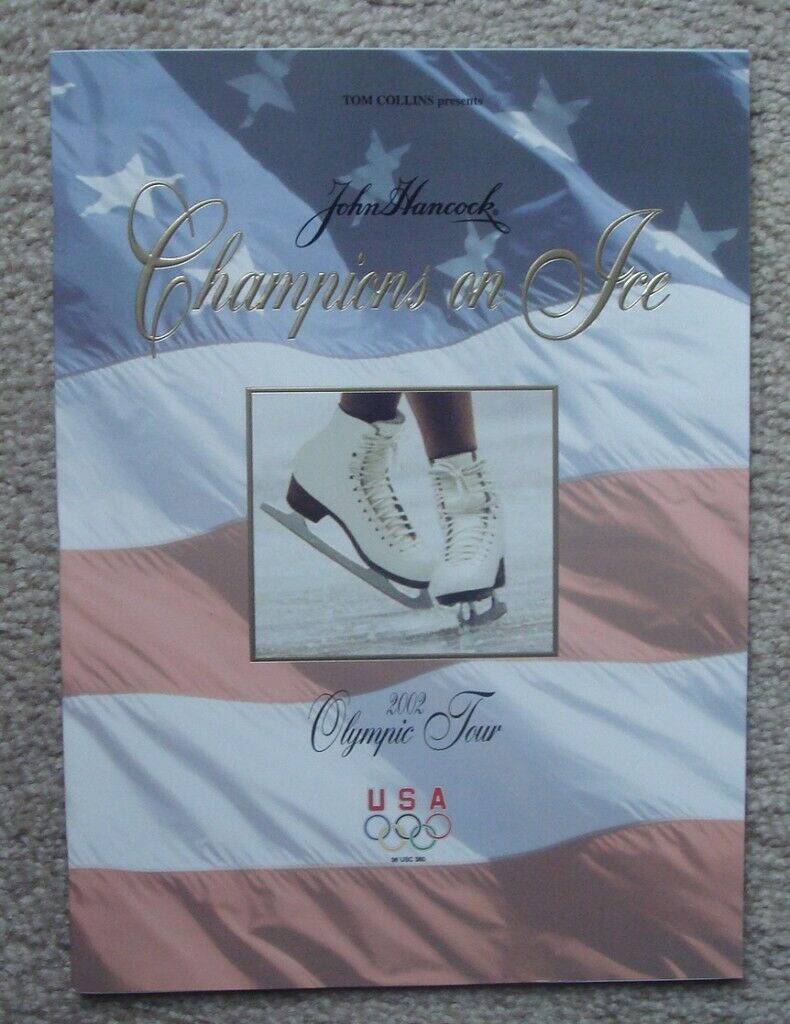 TOM COLLINS presents
John Hancock®
Champions on Ice
2002
Olympic Tour
USA
36 USC 380